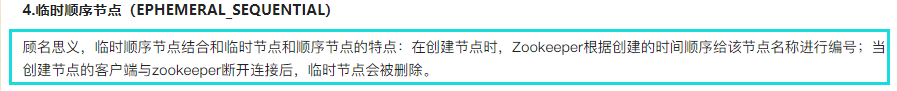 4.临时顺序节点（EPHEMERAL_SEQUENTIAL）
顾名思义，临时顺序节点结合和临时节点和顺序节点的特点：在创建节点时，Zookeeper根据创建的时间顺序给该节点名称进行编号；当
创建节点的客户端与zookeeper断开连接后，临时节点会被删除。